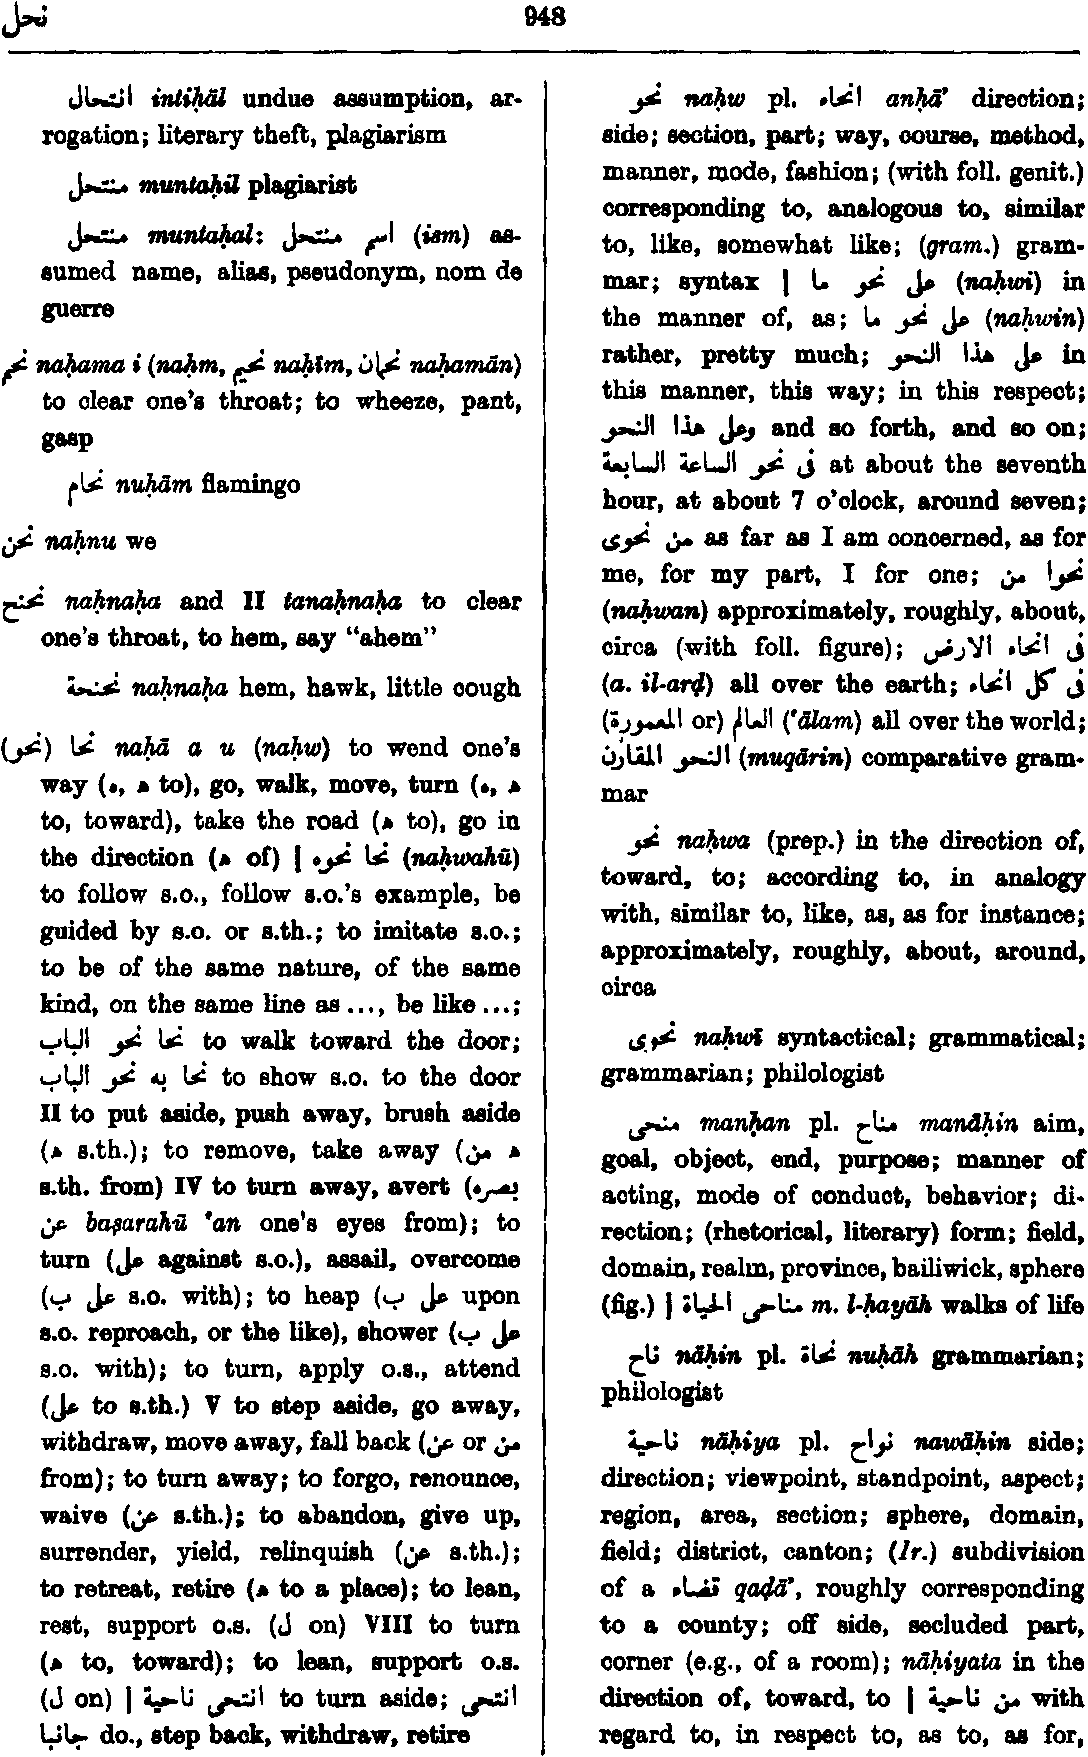 نحل
948
انتحال intiḥāl undue assumption, ar-
rogation; literary theft, plagiarism
منتحل muntaḥil plagiarist
منتحل muntaḥal: اسم منتحل (ism) as-
sumed name, alias, pseudonym, nom de
guerre
نحم naḥama i (naḥm, نحيم naḥīm, نحمان naḥamān)
to clear one's throat; to wheeze, pant,
gasp
نحام nuḥām flamingo
نحن naḥnu we
نحنح naḥnaḥa and II tanaḥnaḥa to clear
one's throat, to hem, say “ahem”
نحنحة naḥnaḥa hem, hawk, little cough
(نحو) نحا naḥā a u (naḥw) to wend one's
way (ه, ه to), go, walk, move, turn (ه, ه
to, toward), take the road (ه to), go in
the direction (ه of) | نحا نحوه (naḥwahū)
to follow s.o., follow s.o.'s example, be
guided by s.o. or s.th.; to imitate s.o.;
to be of the same nature, of the same
kind, on the same line as ..., be like ...;
نحا نحو الباب to walk toward the door;
نحا به نحو الباب to show s.o. to the door
II to put aside, push away, brush aside
(ه s.th.); to remove, take away (ه من
s.th. from) IV to turn away, avert (بصره
عن baṣarahū ‘an one's eyes from); to
turn (على against s.o.), assail, overcome
(على ب s.o. with); to heap (على ب upon
s.o. reproach, or the like), shower (على ب
s.o. with); to turn, apply o.s., attend
(على to s.th.) V to step aside, go away,
withdraw, move away, fall back (عن or من
from); to turn away; to forgo, renounce,
waive (عن s.th.); to abandon, give up,
surrender, yield, relinquish (عن s.th.);
to retreat, retire (ه to a place); to lean,
rest, support o.s. (ل on) VIII to turn
(ه to, toward); to lean, support o.s.
(ل on) | انتحى ناحية to turn aside; انتحى
جانبا do., step back, withdraw, retire
نحو naḥw pl. انحاء anḥā’ direction;
side; section, part; way, course, method,
manner, mode, fashion; (with foll. genit.)
corresponding to, analogous to, similar
to, like, somewhat like; (gram.) gram-
mar; syntax | على نحو ما (naḥwi) in
the manner of, as; على نحو ما (naḥwin)
rather, pretty much; على هذا النحو in
this manner, this way; in this respect;
وعلى هذا النحو and so forth, and so on;
فى نحو الساعة السابعة at about the seventh
hour, at about 7 o'clock, around seven;
من نحوى as far as I am concerned, as for
me, for my part, I for one; نحوا من
(naḥwan) approximately, roughly, about,
circa (with foll. figure); فى انحاء الارض
(a. il-arḍ) all over the earth; فى كل انحاء
العالم (or المعمورة) (‘ālam) all over the world;
النحو المقارن (muqārin) comparative gram-
mar
نحو naḥwa (prep.) in the direction of,
toward, to; according to, in analogy
with, similar to, like, as, as for instance;
approximately, roughly, about, around,
circa
نحوى naḥwī syntactical; grammatical;
grammarian; philologist
منحى manḥan pl. مناح manāḥin aim,
goal, object, end, purpose; manner of
acting, mode of conduct, behavior; di-
rection; (rhetorical, literary) form; field,
domain, realm, province, bailiwick, sphere
(fig.) | مناحى الحياة m. l-ḥayāh walks of life
ناح nāḥin pl. نحاة nuḥāh grammarian;
philologist
ناحية nāḥiya pl. نواح nawāḥin side;
direction; viewpoint, standpoint, aspect;
region, area, section; sphere, domain,
field; district, canton; (Ir.) subdivision
of a قضاء qaḍā’, roughly corresponding
to a county; off side, secluded part,
corner (e.g., of a room); nāḥiyata in the
direction of, toward, to | من ناحية with
regard to, in respect to, as to, as for,